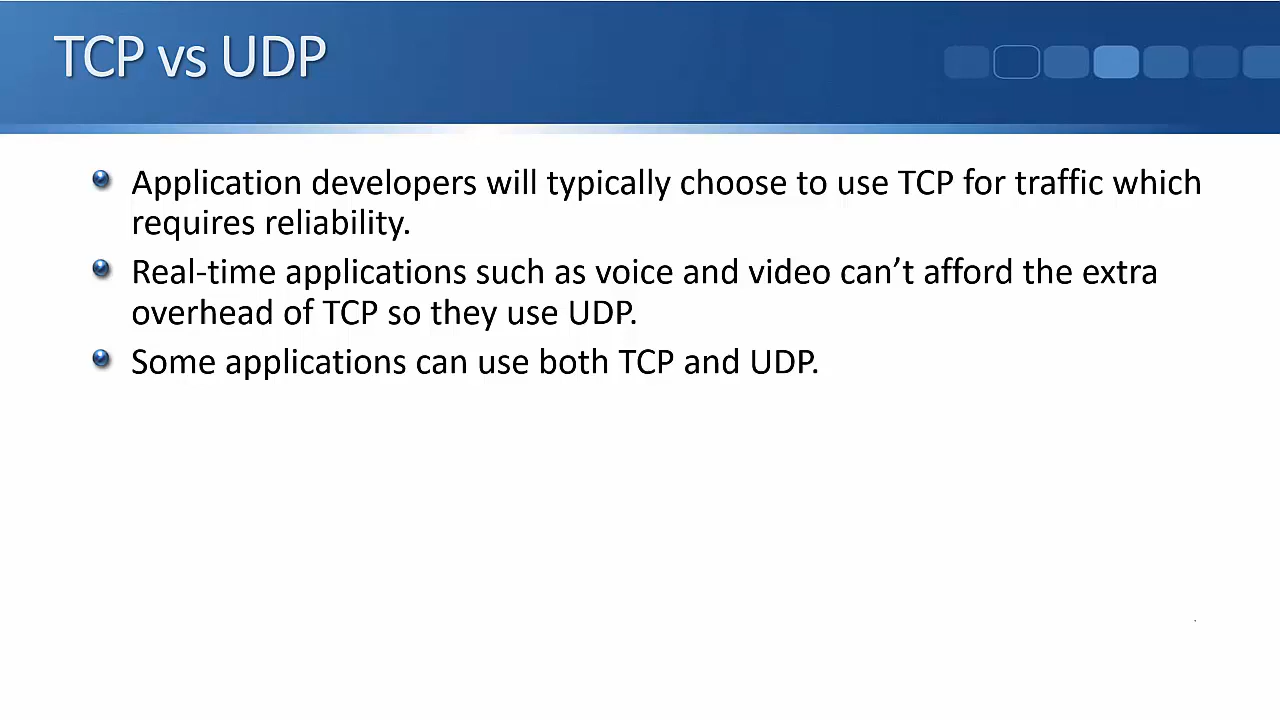 TCP vs UDP
Application developers will typically choose to use TCP for traffic which
requires reliability.
Real-time applications such as voice and video can’t afford the extra
overhead of TCP so they use UDP.
Some applications can use both TCP and UDP.